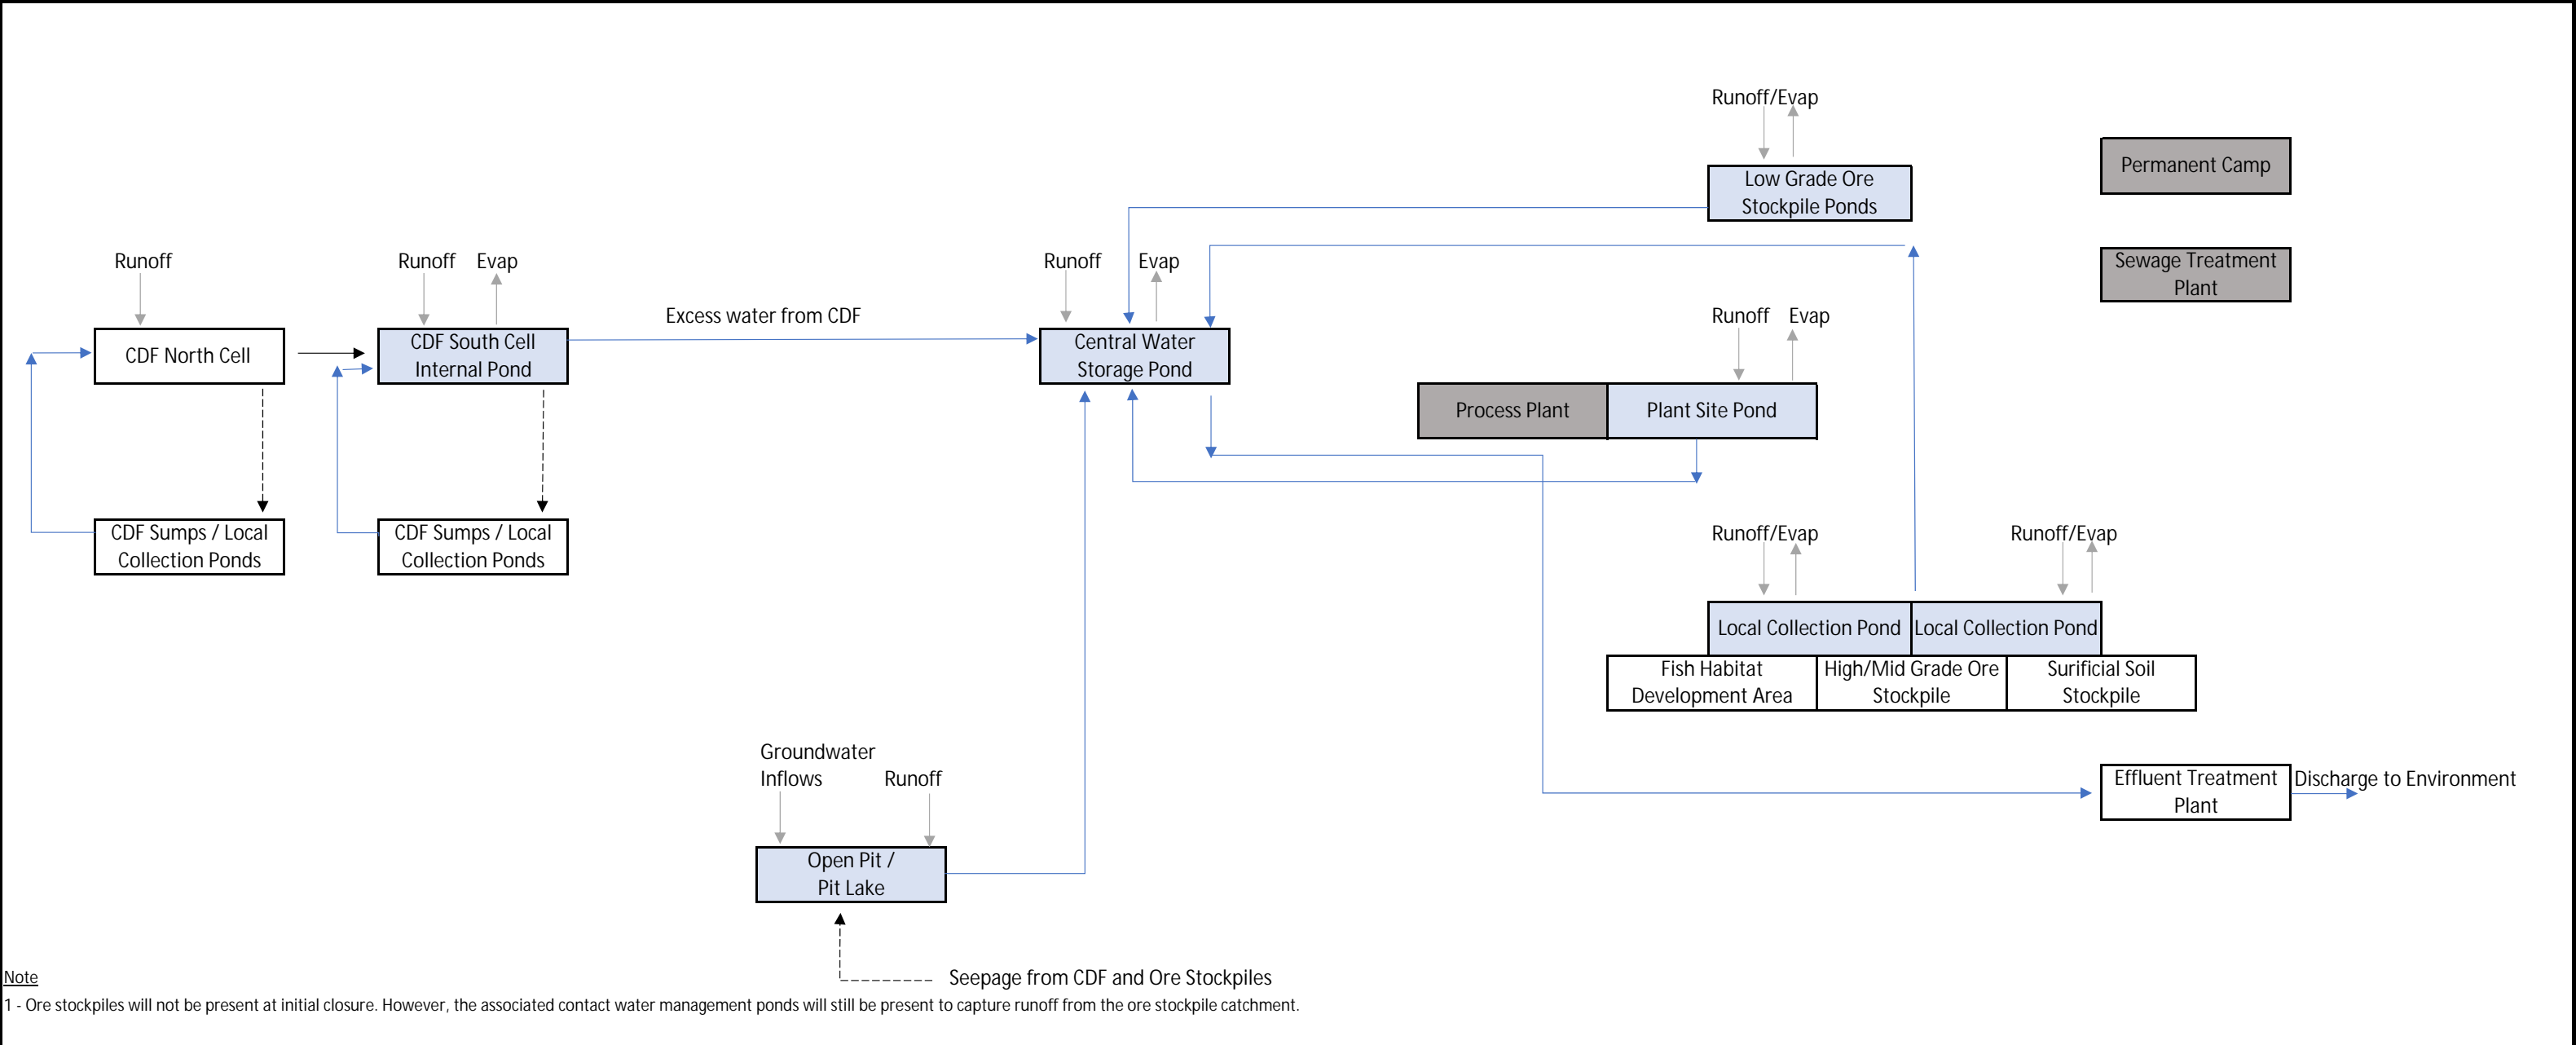 Runoff/Evap
Permanent Camp
Low Grade Ore
Stockpile Ponds
Runoff
Runoff
Evap
Runoff
Evap
Sewage Treatment
Plant
Excess water from CDF
Runoff
Evap
CDF North Cell
CDF South Cell
Internal Pond
Central Water
Storage Pond
Process Plant
Plant Site Pond
CDF Sumps / Local
Collection Ponds
CDF Sumps / Local
Collection Ponds
Runoff/Evap
Runoff/Evap
Local Collection Pond
Local Collection Pond
Fish Habitat
Development Area
High/Mid Grade Ore
Stockpile
Surificial Soil
Stockpile
Groundwater
Inflows
Runoff
Effluent Treatment
Plant
Discharge to Environment
Open Pit /
Pit Lake
Seepage from CDF and Ore Stockpiles
Note
1 - Ore stockpiles will not be present at initial closure. However, the associated contact water management ponds will still be present to capture runoff from the ore stockpile catchment.